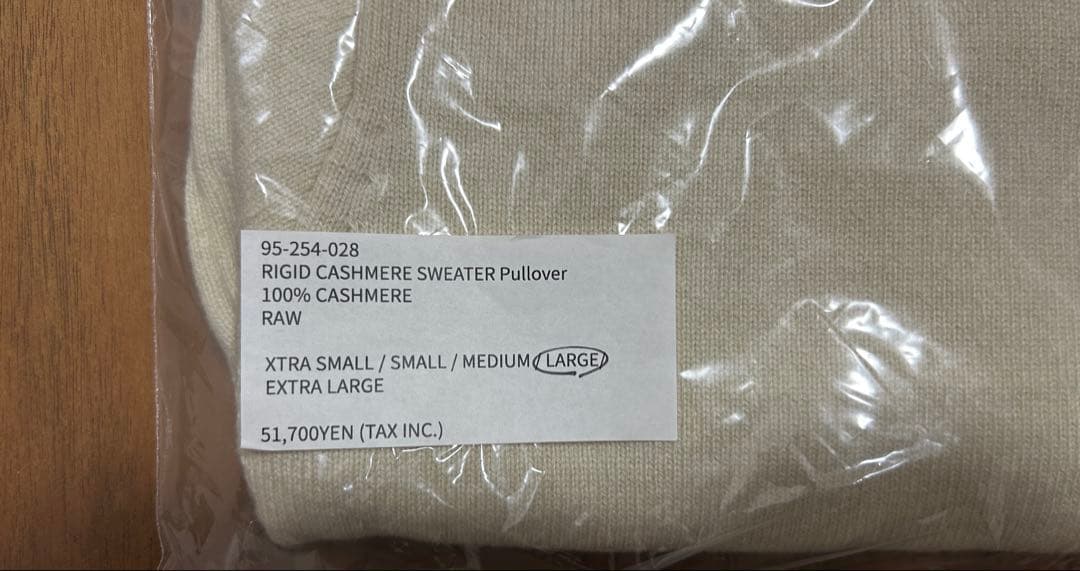 95-254-028
RIGID CASHMERE SWEATER Pullover
100% CASHMERE
RAW
XTRA SMALL / SMALL / MEDIUM / LARGE /
EXTRA LARGE
51,700YEN (TAX INC.)